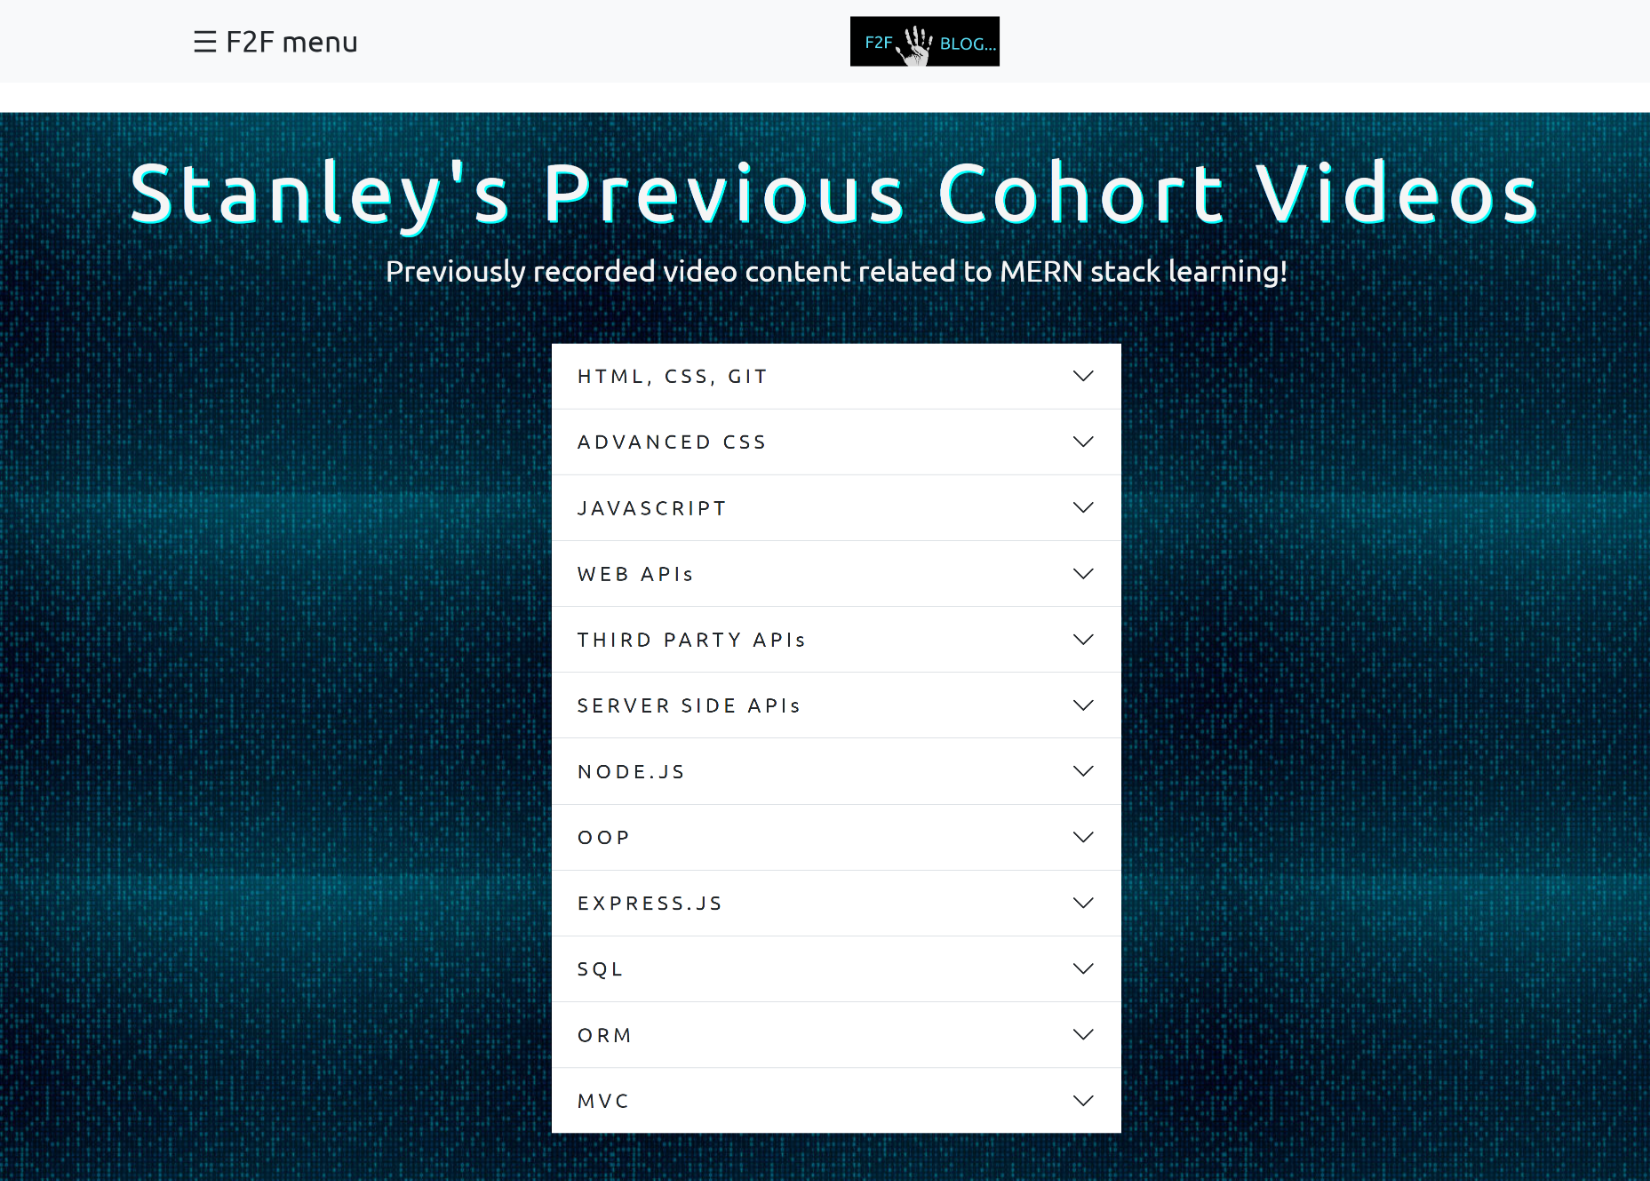 ☰ F2F menu
F2F BLOG...
Stanley's Previous Cohort Videos
Previously recorded video content related to MERN stack learning!
HTML, CSS, GIT
ADVANCED CSS
JAVASCRIPT
WEB APIs
THIRD PARTY APIs
SERVER SIDE APIs
NODE.JS
OOP
EXPRESS.JS
SQL
ORM
MVC